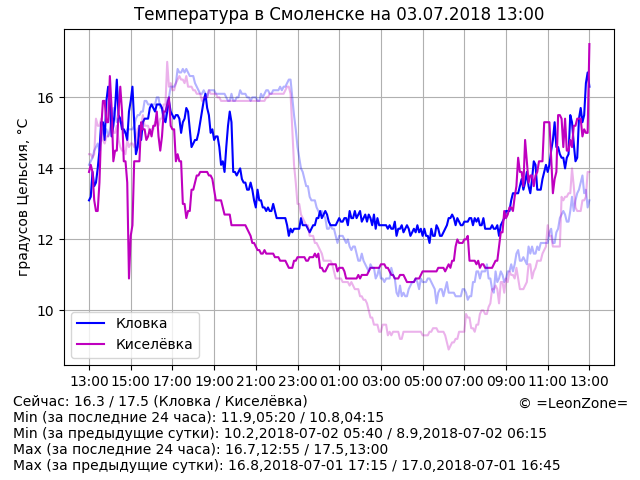 Температура в Смоленске на 03.07.2018 13:00
градусов Цельсия, °C
16
14
12
10
Кловка
Киселёвка
13:00 15:00 17:00 19:00 21:00 23:00 01:00 03:00 05:00 07:00 09:00 11:00 13:00
Сейчас: 16.3 / 17.5 (Кловка / Киселёвка)
© =LeonZone=
Min (за последние 24 часа): 11.9,05:20 / 10.8,04:15
Min (за предыдущие сутки): 10.2,2018-07-02 05:40 / 8.9,2018-07-02 06:15
Max (за последние 24 часа): 16.7,12:55 / 17.5,13:00
Max (за предыдущие сутки): 16.8,2018-07-01 17:15 / 17.0,2018-07-01 16:45